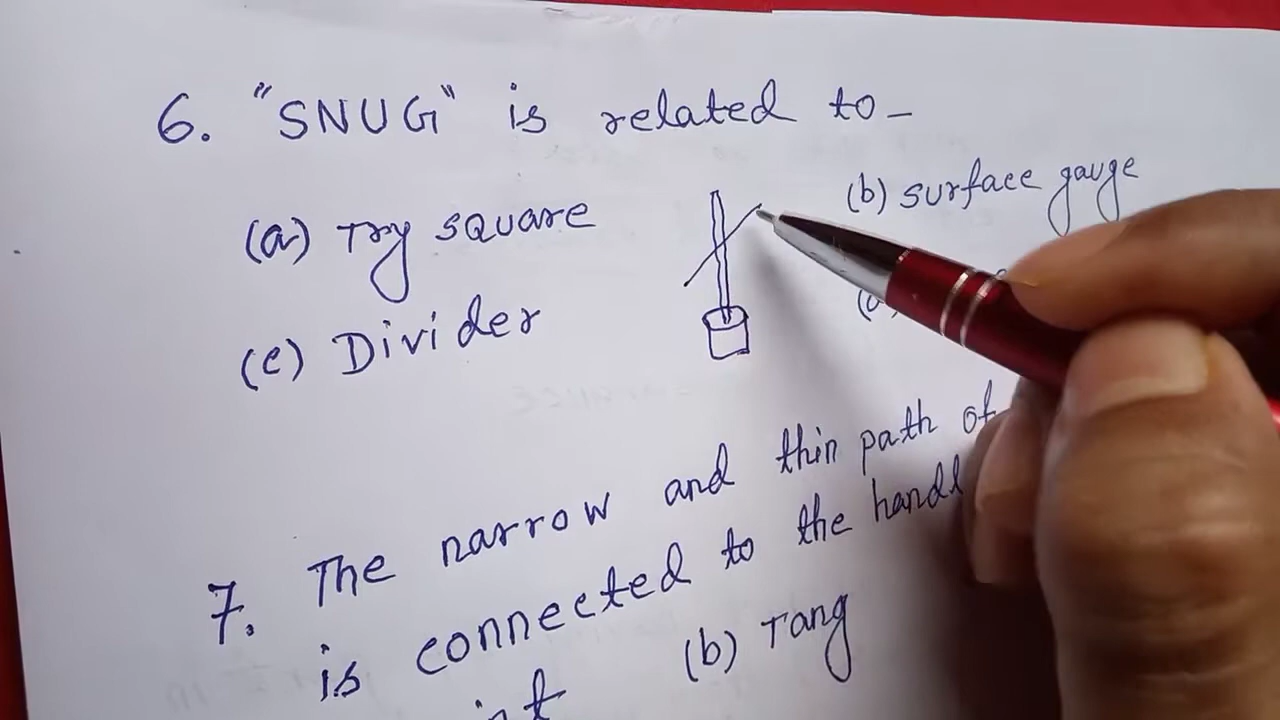 6. "SNUG" is related to -
(a) Try square (b) surface gauge
(c) Divider
7. The narrow and thin path of
is connected to the
(b) Tang